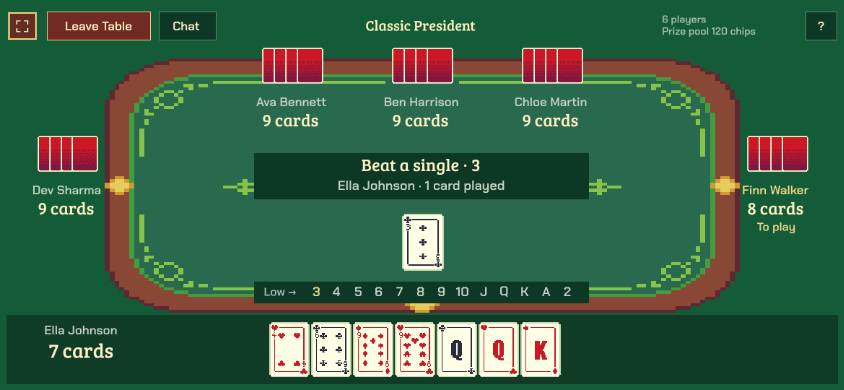 Leave Table
Chat
Classic President
6 players
Prize pool 120 chips
?
Ava Bennett
9 cards
Ben Harrison
9 cards
Chloe Martin
9 cards
Dev Sharma
9 cards
Beat a single · 3
Ella Johnson · 1 card played
Finn Walker
8 cards
To play
3
3
Low → 3 4 5 6 7 8 9 10 J Q K A 2
Ella Johnson
7 cards
Q Q K